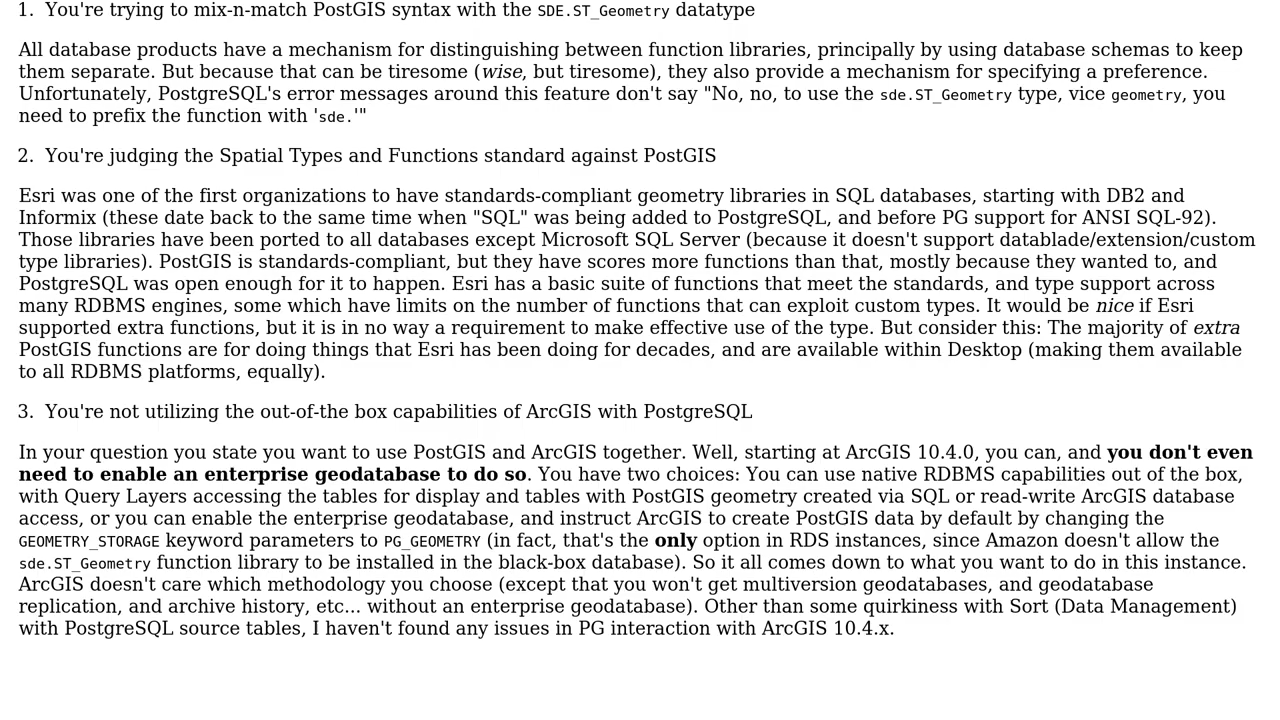 1. You're trying to mix-n-match PostGIS syntax with the SDE.ST_Geometry datatype
All database products have a mechanism for distinguishing between function libraries, principally by using database schemas to keep
them separate. But because that can be tiresome (wise, but tiresome), they also provide a mechanism for specifying a preference.
Unfortunately, PostgreSQL's error messages around this feature don't say "No, no, to use the sde.ST_Geometry type, vice geometry, you
need to prefix the function with 'sde.'"
2. You're judging the Spatial Types and Functions standard against PostGIS
Esri was one of the first organizations to have standards-compliant geometry libraries in SQL databases, starting with DB2 and
Informix (these date back to the same time when "SQL" was being added to PostgreSQL, and before PG support for ANSI SQL-92).
Those libraries have been ported to all databases except Microsoft SQL Server (because it doesn't support datablade/extension/custom
type libraries). PostGIS is standards-compliant, but they have scores more functions than that, mostly because they wanted to, and
PostgreSQL was open enough for it to happen. Esri has a basic suite of functions that meet the standards, and type support across
many RDBMS engines, some which have limits on the number of functions that can exploit custom types. It would be nice if Esri
supported extra functions, but it is in no way a requirement to make effective use of the type. But consider this: The majority of extra
PostGIS functions are for doing things that Esri has been doing for decades, and are available within Desktop (making them available
to all RDBMS platforms, equally).
3. You're not utilizing the out-of-the box capabilities of ArcGIS with PostgreSQL
In your question you state you want to use PostGIS and ArcGIS together. Well, starting at ArcGIS 10.4.0, you can, and you don't even
need to enable an enterprise geodatabase to do so. You have two choices: You can use native RDBMS capabilities out of the box,
with Query Layers accessing the tables for display and tables with PostGIS geometry created via SQL or read-write ArcGIS database
access, or you can enable the enterprise geodatabase, and instruct ArcGIS to create PostGIS data by default by changing the
GEOMETRY_STORAGE keyword parameters to PG_GEOMETRY (in fact, that's the only option in RDS instances, since Amazon doesn't allow the
sde.ST_Geometry function library to be installed in the black-box database). So it all comes down to what you want to do in this instance.
ArcGIS doesn't care which methodology you choose (except that you won't get multiversion geodatabases, and geodatabase
replication, and archive history, etc... without an enterprise geodatabase). Other than some quirkiness with Sort (Data Management)
with PostgreSQL source tables, I haven't found any issues in PG interaction with ArcGIS 10.4.x.